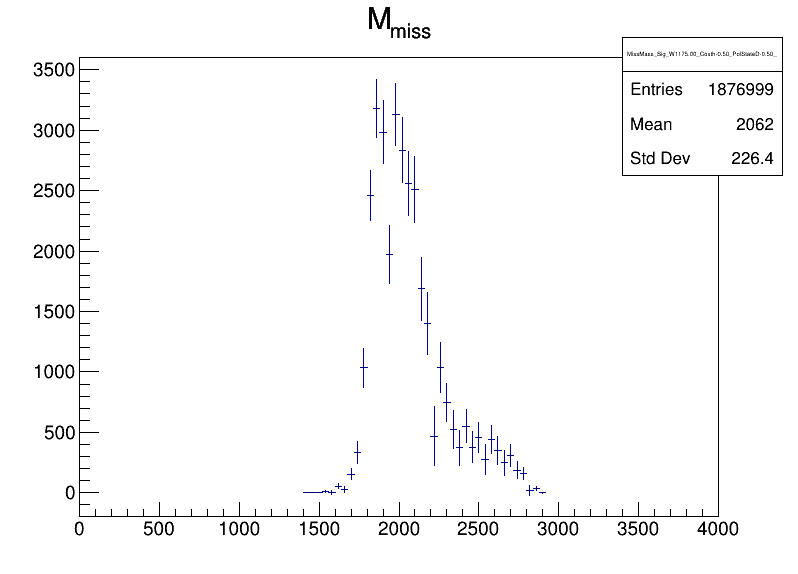 M_miss
MissMass_Sig_W1175.00_Costh-0.50_PolStateD-0.50_
Entries 1876999
Mean 2062
Std Dev 226.4
3500
3000
2500
2000
1500
1000
500
0
0 500 1000 1500 2000 2500 3000 3500 4000